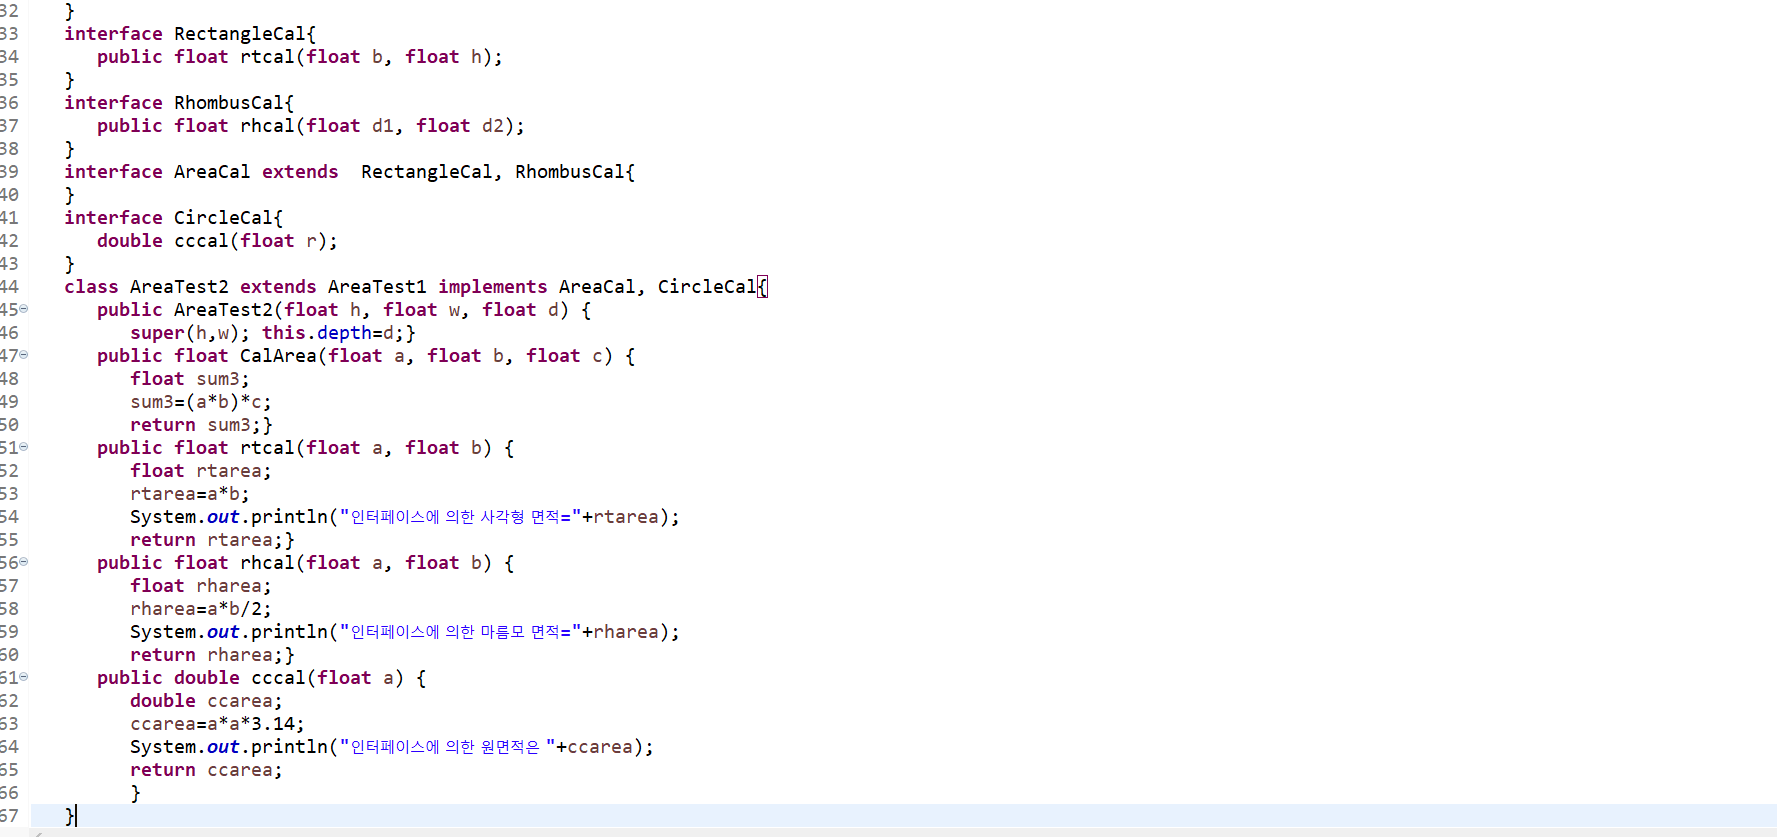 32 }
33 interface RectangleCal{
34 public float rtcal(float b, float h);
35 }
36 interface RhombusCal{
37 public float rhcal(float d1, float d2);
38 }
39 interface AreaCal extends  RectangleCal, RhombusCal{
40 }
41 interface CircleCal{
42 double cccal(float r);
43 }
44 class AreaTest2 extends AreaTest1 implements AreaCal, CircleCal{
45 public AreaTest2(float h, float w, float d) {
46 super(h,w); this.depth=d;}
47 public float CalArea(float a, float b, float c) {
48 float sum3;
49 sum3=(a*b)*c;
50 return sum3;}
51 public float rtcal(float a, float b) {
52 float rtarea;
53 rtarea=a*b;
54 System.out.println("인터페이스에 의한 사각형 면적="+rtarea);
55 return rtarea;}
56 public float rhcal(float a, float b) {
57 float rharea;
58 rharea=a*b/2;
59 System.out.println("인터페이스에 의한 마름모 면적="+rharea);
60 return rharea;}
61 public double cccal(float a) {
62 double ccarea;
63 ccarea=a*a*3.14;
64 System.out.println("인터페이스에 의한 원면적은 "+ccarea);
65 return ccarea;
66 }
67 }